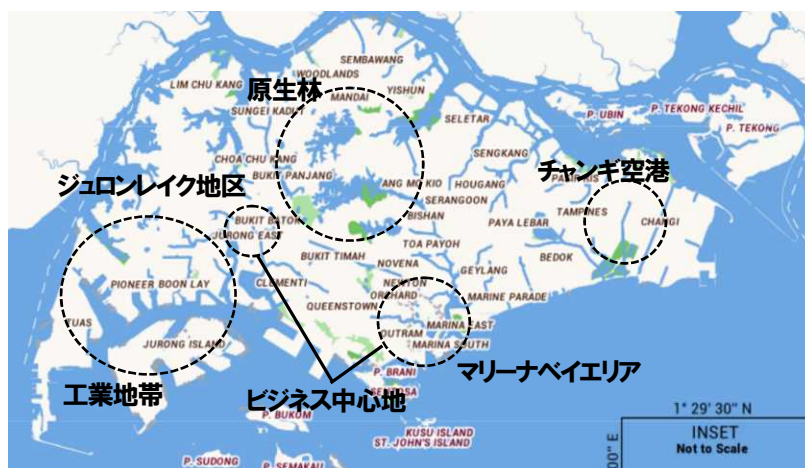 SEMBAWANG
WOODLANDS
LIM CHU KANG
原生林
YISHUN
MANDAI
SUNGEI KADUT
P. UBIN
P. TEKONG KECHIL
P. TEKONG
SELETAR
CHOA CHU KANG
SENGKANG
チャンギ空港
BUKIT PANJANG
PASIR RIS
ジュロンレイク地区
ANG MO KIO
HOUGANG
SERANGOON
TAMPINES
BUKIT BATOK
BISHAN
PAYA LEBAR
CHANGI
JURONG EAST
TOA PAYOH
BUKIT TIMAH
BEDOK
NOVENA
GEYLANG
PIONEER
BOON LAY
CLEMENTI
NEWTON
ORCHARD
MARINE PARADE
QUEENSTOWN
TUAS
MARINA EAST
OUTRAM
JURONG ISLAND
MARINA SOUTH
マリーナベイエリア
P. BRANI
工業地帯
ビジネス中心地
SENTOSA
P. BUKOM
1° 29' 30" N
KUSU ISLAND
ST. JOHN'S ISLAND
INSET
Not to Scale
00" E
P. SUDONG
P. SEMAKAU